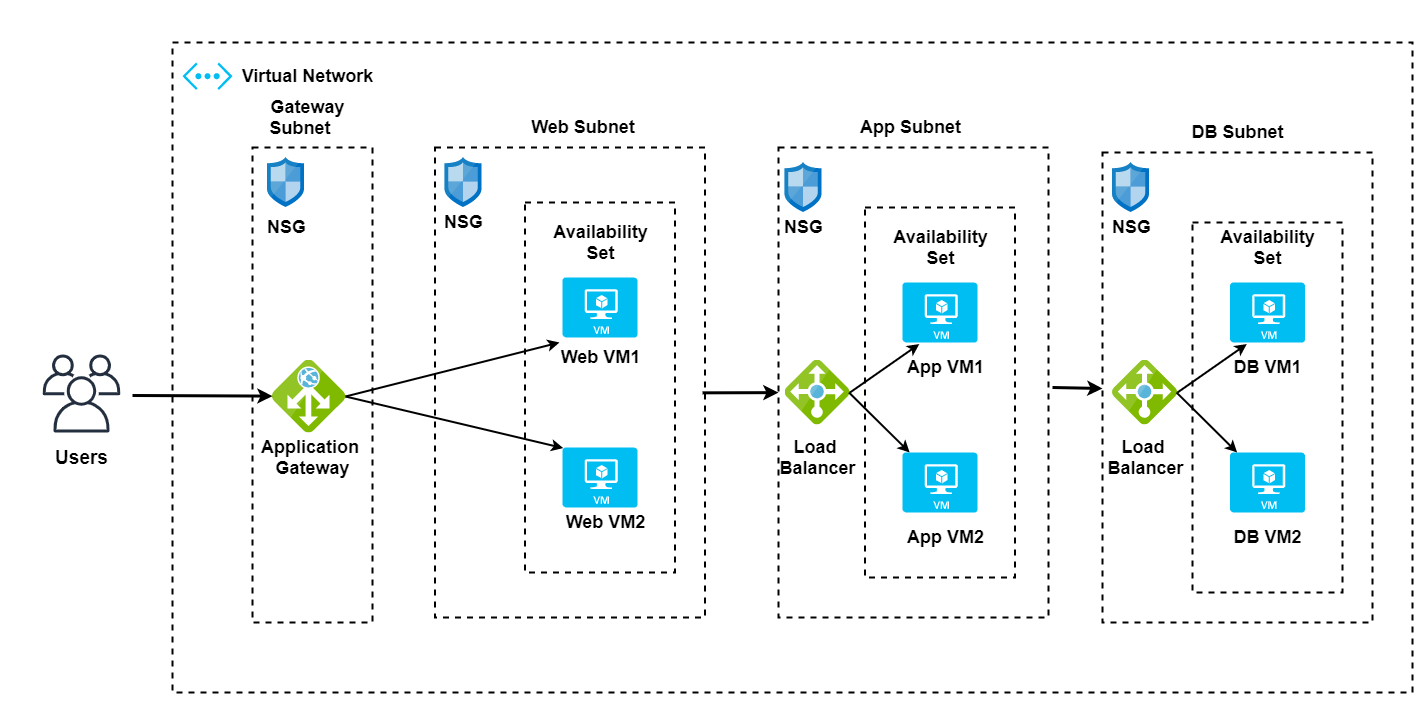 Virtual Network
Gateway
Subnet
NSG
Application
Gateway
Users
Web Subnet
NSG
Availability
Set
VM
Web VM1
VM
Web VM2
App Subnet
NSG
Availability
Set
VM
App VM1
Load
Balancer
VM
App VM2
DB Subnet
NSG
Availability
Set
VM
DB VM1
Load
Balancer
VM
DB VM2